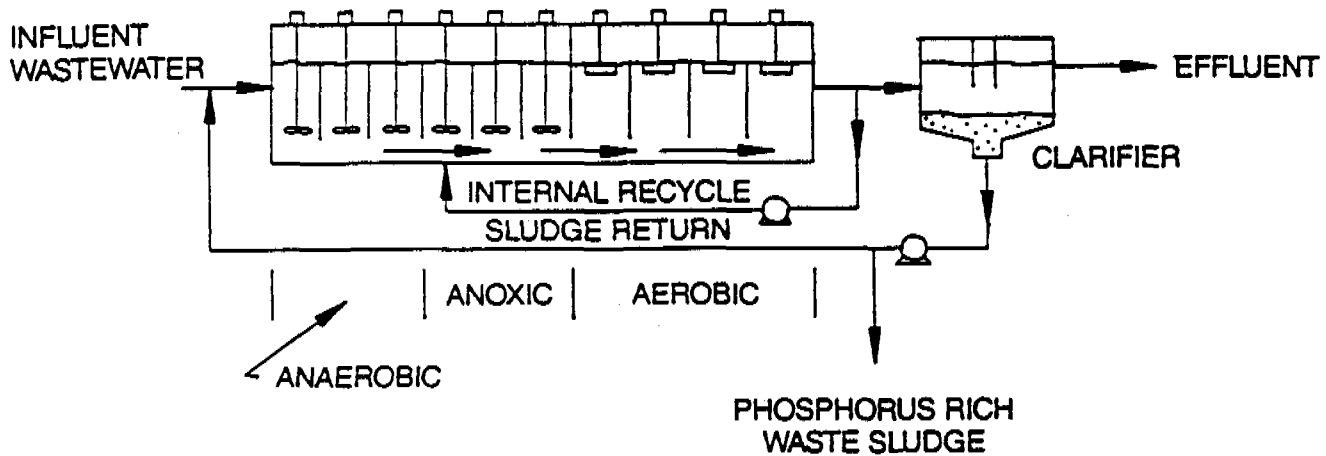 INFLUENT
WASTEWATER
EFFLUENT
CLARIFIER
INTERNAL RECYCLE
SLUDGE RETURN
ANOXIC
AEROBIC
ANAEROBIC
PHOSPHORUS RICH
WASTE SLUDGE